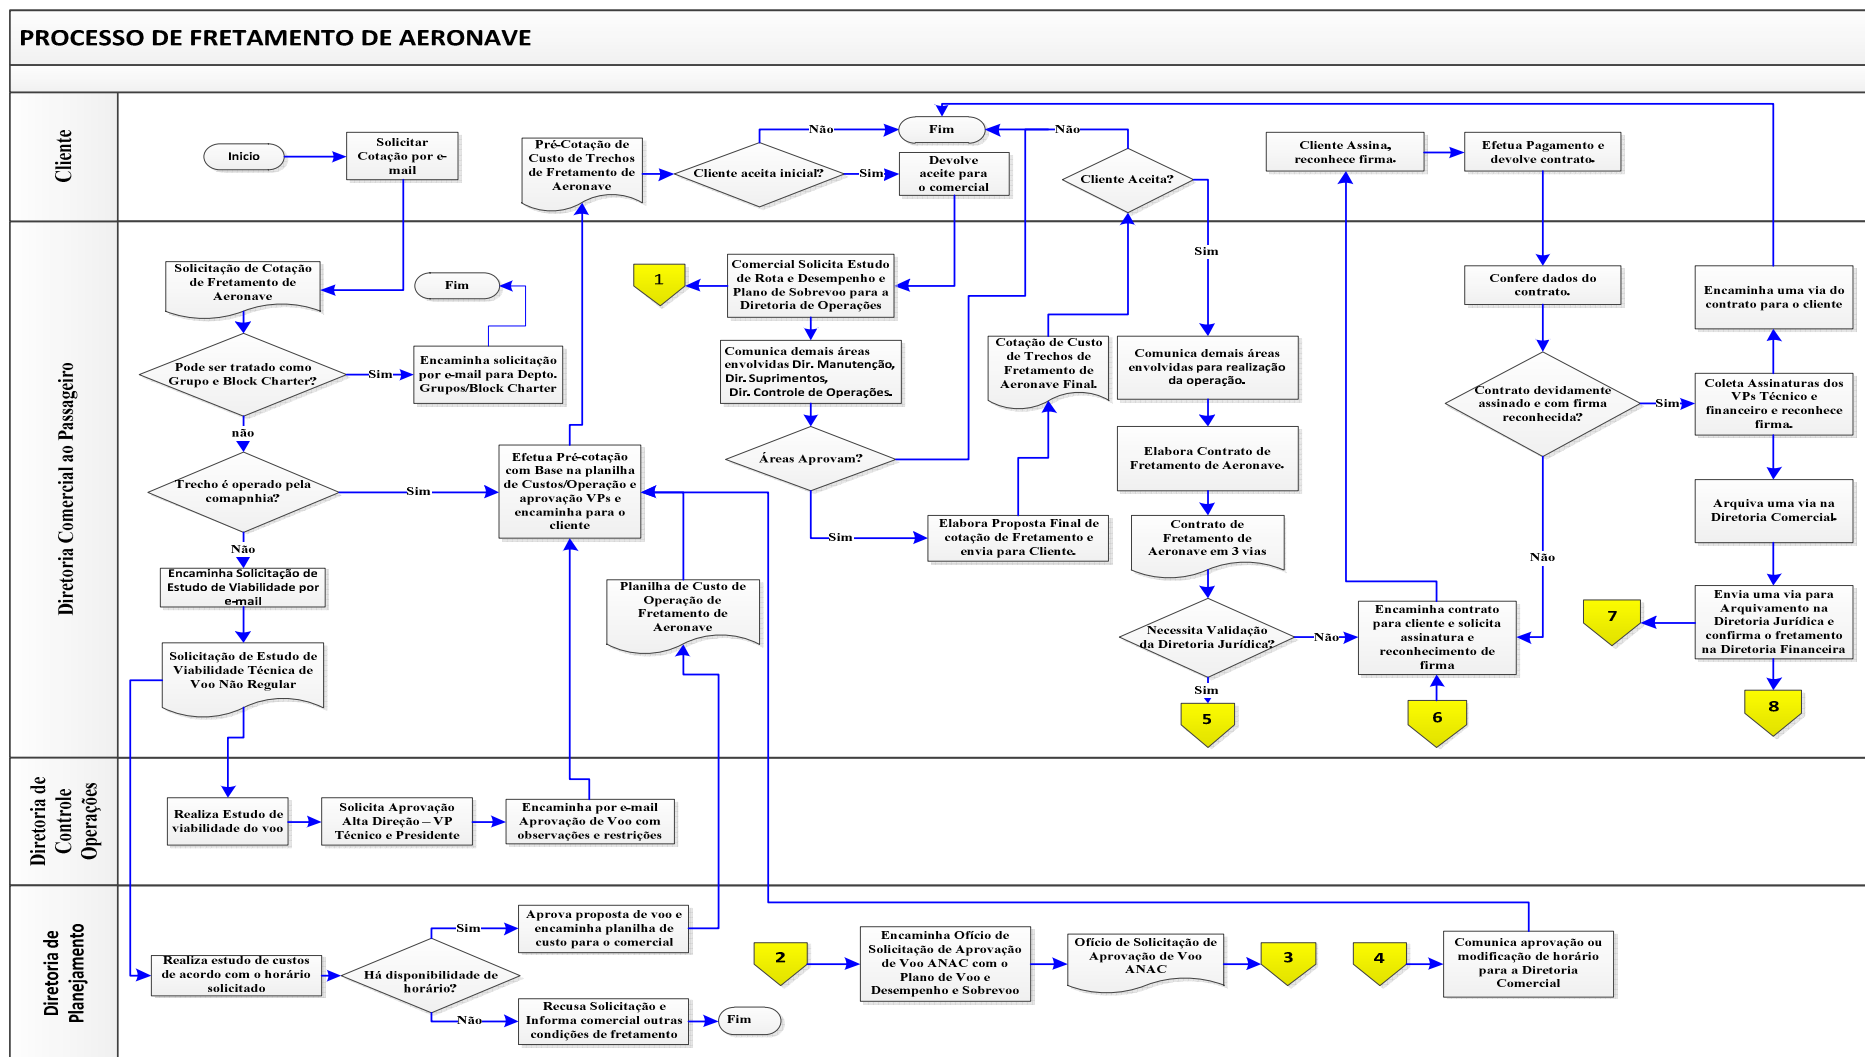 PROCESSO DE FRETAMENTO DE AERONAVE
Cliente
Inicio
Solicitar
Cotação por e-
mail
Pré-Cotação de
Custo de Trechos
de Fretamento de
Aeronave
Cliente aceita inicial?
Não
Sim
Fim
Devolve
aceite para
o comercial
Não
Cliente Aceita?
Sim
Cliente Assina,
reconhece firma.
Efetua Pagamento e
devolve contrato.
Diretoria Comercial ao Passageiro
Solicitação de Cotação
de Fretamento de
Aeronave
Pode ser tratado como
Grupo e Block Charter?
Sim
Encaminha solicitação
por e-mail para Depto.
Grupos/Block Charter
Fim
não
Trecho é operado pela
comapnhia?
Sim
Não
Encaminha Solicitação de
Estudo de Viabilidade por
e-mail
Solicitação de Estudo de
Viabilidade Técnica de
Voo Não Regular
Efetua Pré-cotação
com Base na planilha
de Custos/Operação e
aprovação VPs e
encaminha para o
cliente
Planilha de Custo de
Operação de
Fretamento de
Aeronave
1
Comercial Solicita Estudo
de Rota e Desempenho e
Plano de Sobrevoo para a
Diretoria de Operações
Comunica demais áreas
envolvidas Dir. Manutenção,
Dir. Suprimentos,
Dir. Controle de Operações.
Áreas Aprovam?
Sim
Elabora Proposta Final de
cotação de Fretamento e
envia para Cliente.
Cotação de Custo
de Trechos de
Fretamento de
Aeronave Final.
Comunica demais áreas
envolvidas para realização
da operação.
Elabora Contrato de
Fretamento de Aeronave.
Contrato de
Fretamento de
Aeronave em 3 vias
Necessita Validação
da Diretoria Jurídica?
Não
Sim
5
Encaminha contrato
para cliente e solicita
assinatura e
reconhecimento de
firma
6
Confere dados do
contrato.
Contrato devidamente
assinado e com firma
reconhecida?
Sim
Não
Encaminha uma via do
contrato para o cliente
Coleta Assinaturas dos
VPs Técnico e
financeiro e reconhece
firma.
Arquiva uma via na
Diretoria Comercial.
Envia uma via para
Arquivamento na
Diretoria Jurídica e
confirma o fretamento
na Diretoria Financeira
7
8
Diretoria de
Controle
Operações
Realiza Estudo de
viabilidade do voo
Solicita Aprovação
Alta Direção – VP
Técnico e Presidente
Encaminha por e-mail
Aprovação de Voo com
observações e restrições
Diretoria de
Planejamento
Realiza estudo de custos
de acordo com o horário
solicitado
Há disponibilidade de
horário?
Sim
Aprova proposta de voo e
encaminha planilha de
custo para o comercial
Não
Recusa Solicitação e
Informa comercial outras
condições de fretamento
Fim
2
Encaminha Ofício de
Solicitação de Aprovação
de Voo ANAC com o
Plano de Voo e
Desempenho e Sobrevoo
Ofício de Solicitação de
Aprovação de Voo
ANAC
3
4
Comunica aprovação ou
modificação de horário
para a Diretoria
Comercial